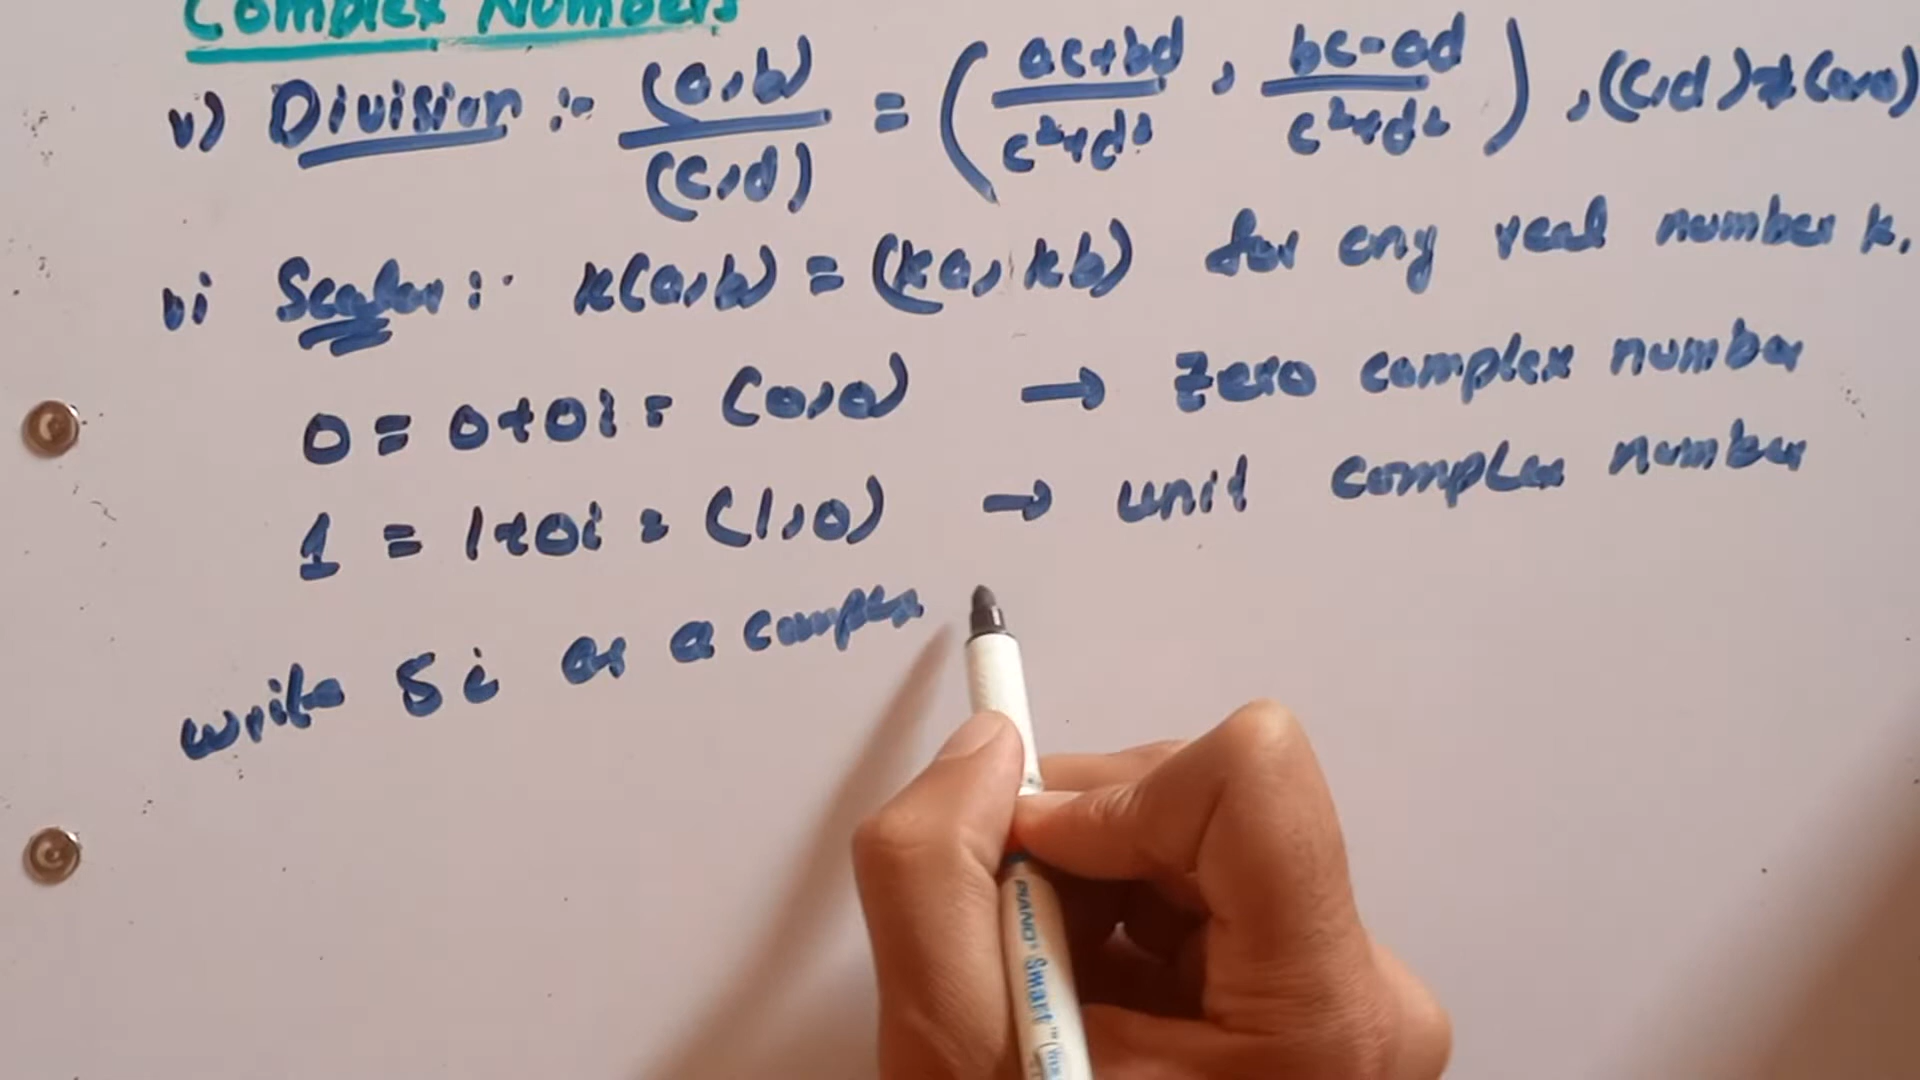 Complex Numbers
v) Division :- (a,b)/(c,d) = (ac+bd/c²+d², bc-ad/c²+d²), (c,d)≠(0,0)
vi Scalar :- k(a,b) = (ka, kb) for any real number k.
0 = 0+0i = (0,0) → Zero complex number
1 = 1+0i = (1,0) → unit complex number
write 5i as a complex
PIANO Smart™